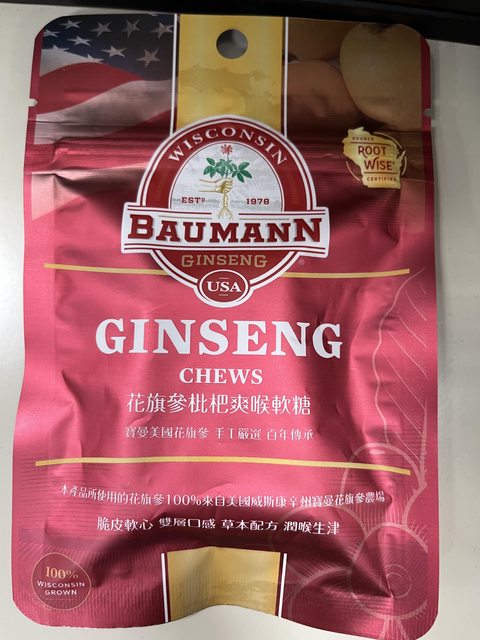 WISCONSIN
ESTD 1978
BAUMANN
GINSENG ®
USA
SOURCE
ROOT
WISE
CERTIFIED
GINSENG
CHEWS
花旗參枇杷爽喉軟糖
寶曼美國花旗參 手工嚴選 百年傳承
本產品所使用的花旗參100%來自美國威斯康辛州寶曼花旗參農場
脆皮軟心 雙層口感 草本配方 潤喉生津
100%
WISCONSIN
GROWN